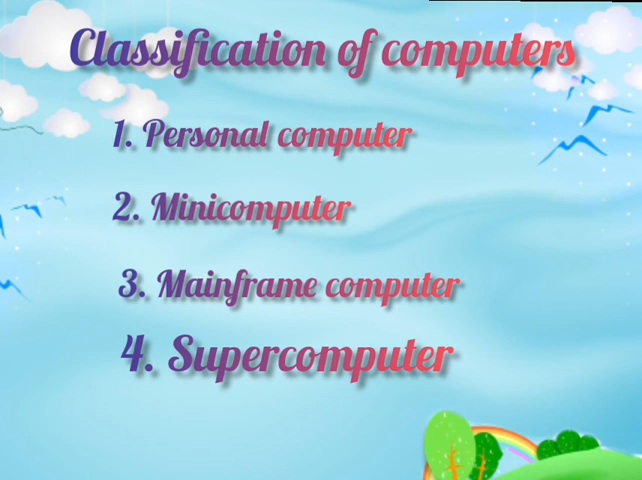 Classification of computers
1. Personal computer
2. Minicomputer
3. Mainframe computer
4. Supercomputer